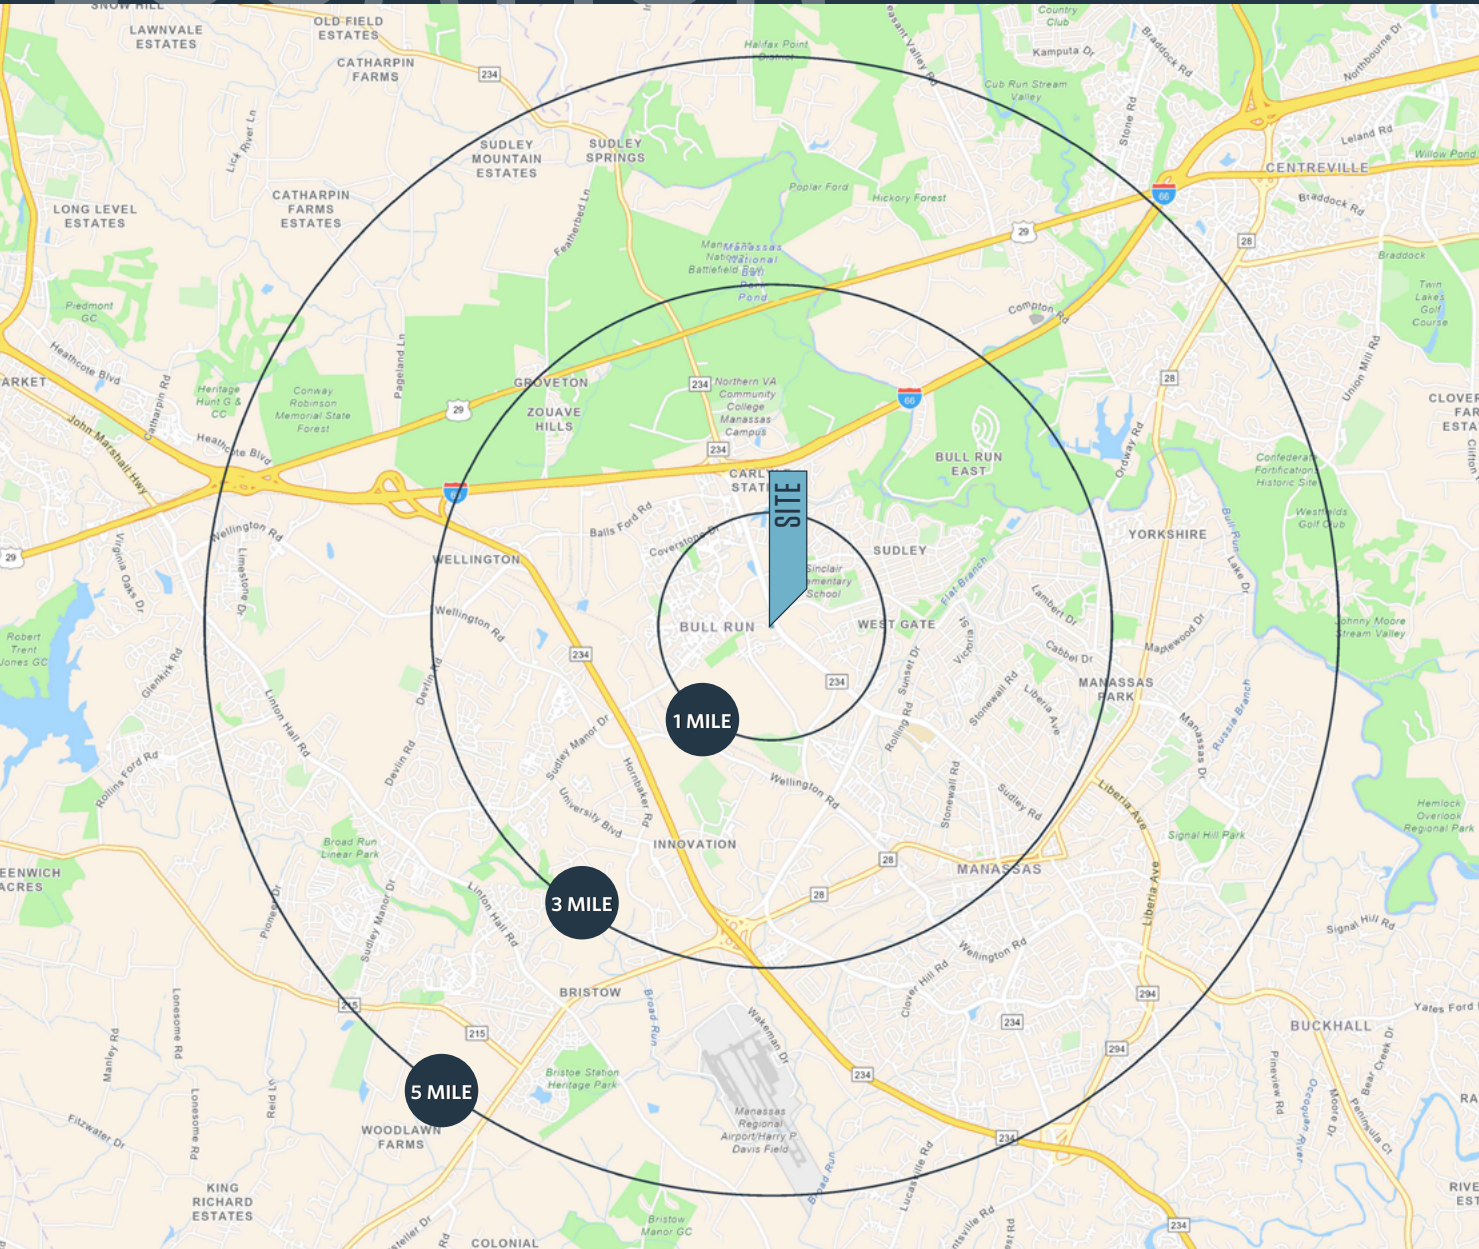 SNOW HILL
LAWNVALE
ESTATES
OLD FIELD
ESTATES
CATHARPIN
FARMS
234
Halifax Point
District
Country
Club
Kamputa Dr
Braddock Rd
Northbourne Dr
Cub Run Stream
Valley
Stone Rd
Leland Rd
Willow Pond
CENTREVILLE
Braddock Rd
Lick River Ln
SUDLEY
MOUNTAIN
ESTATES
SUDLEY
SPRINGS
Poplar Ford
Hickory Forest
66
29
28
LONG LEVEL
ESTATES
CATHARPIN
FARMS
ESTATES
Featherbed Ln
Manassas
National
Battlefield Park
Manassas
National
Park
Pond
Braddock
Twin
Lakes
Golf
Course
Piedmont
GC
Compton Rd
Heathcote Blvd
Pageland Ln
Union Mill Rd
Catharpin Rd
Heritage
Hunt G &
CC
Conway
Robinson
Memorial State
Forest
GROVETON
ZOUAVE
HILLS
234
Northern VA
Community
College
Manassas
Campus
66
28
29
John Marshall Hwy
Heathcote Blvd
234
BULL RUN
EAST
Ordway Rd
Confederate
Fortifications
Historic Site
SITE
Westfields
Golf Club
YORKSHIRE
Bull Run
Lake Dr
29
Wellington Rd
Virginia Oaks Dr
Limestone Dr
WELLINGTON
Balls Ford Rd
Coverstone Dr
SUDLEY
Flat Branch
Sinclair
School
Lambert Dr
Robert
Trent
Jones GC
Wellington Rd
BULL RUN
WEST GATE
Victoria St
Cabbel Dr
Maplewood Dr
Johnny Moore
Stream Valley
Glenkirk Rd
Devlin Rd
234
234
Sunset Dr
MANASSAS
PARK
Stonewall Rd
Liberia Ave
Russia Branch
Linton Hall Rd
1 MILE
Rolling Rd
Manassas Dr
Rollins Ford Rd
Devlin Rd
Sudley Manor Dr
Hornbaker Rd
Wellington Rd
Stonewall Rd
Sudley Rd
Liberia Ave
University Blvd
Broad Run
Linear Park
INNOVATION
28
MANASSAS
Signal Hill Park
Hemlock
Overlook
Regional Park
3 MILE
28
Liberia Ave
Pioneer Dr
Sudley Manor Dr
Linton Hall Rd
Signal Hill Rd
Wellington Rd
BRISTOW
Broad Run
Clover Hill Rd
294
215
215
Wakeman Dr
234
BUCKHALL
Yates Ford
Lonesome Rd
Manley Rd
Bristoe Station
Heritage Park
234
294
Pineview Rd
Bear Creek Dr
5 MILE
Lonesome Rd
Manassas
Regional
Airport/Harry P.
Davis Field
Occoquan River
Moore Dr
Peninsula Ct
Fitzwater Dr
WOODLAWN
FARMS
234
Broad Run
Lucasville Rd
KING
RICHARD
ESTATES
Bristow
Manor GC
234
COLONIAL